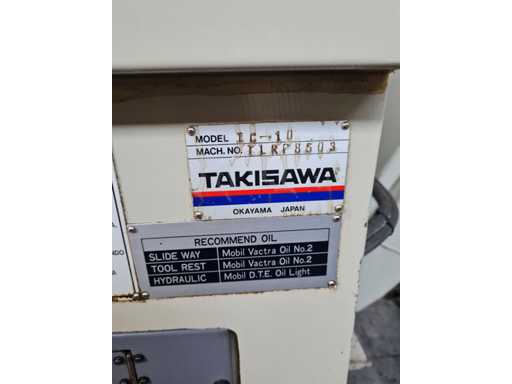 MODEL TC-10
MACH. NO. TLRP8503
TAKISAWA
OKAYAMA JAPAN
RECOMMEND OIL
SLIDE WAY Mobil Vactra Oil No.2
TOOL REST Mobil Vactra Oil No.2
HYDRAULIC Mobil D.T.E. Oil Light